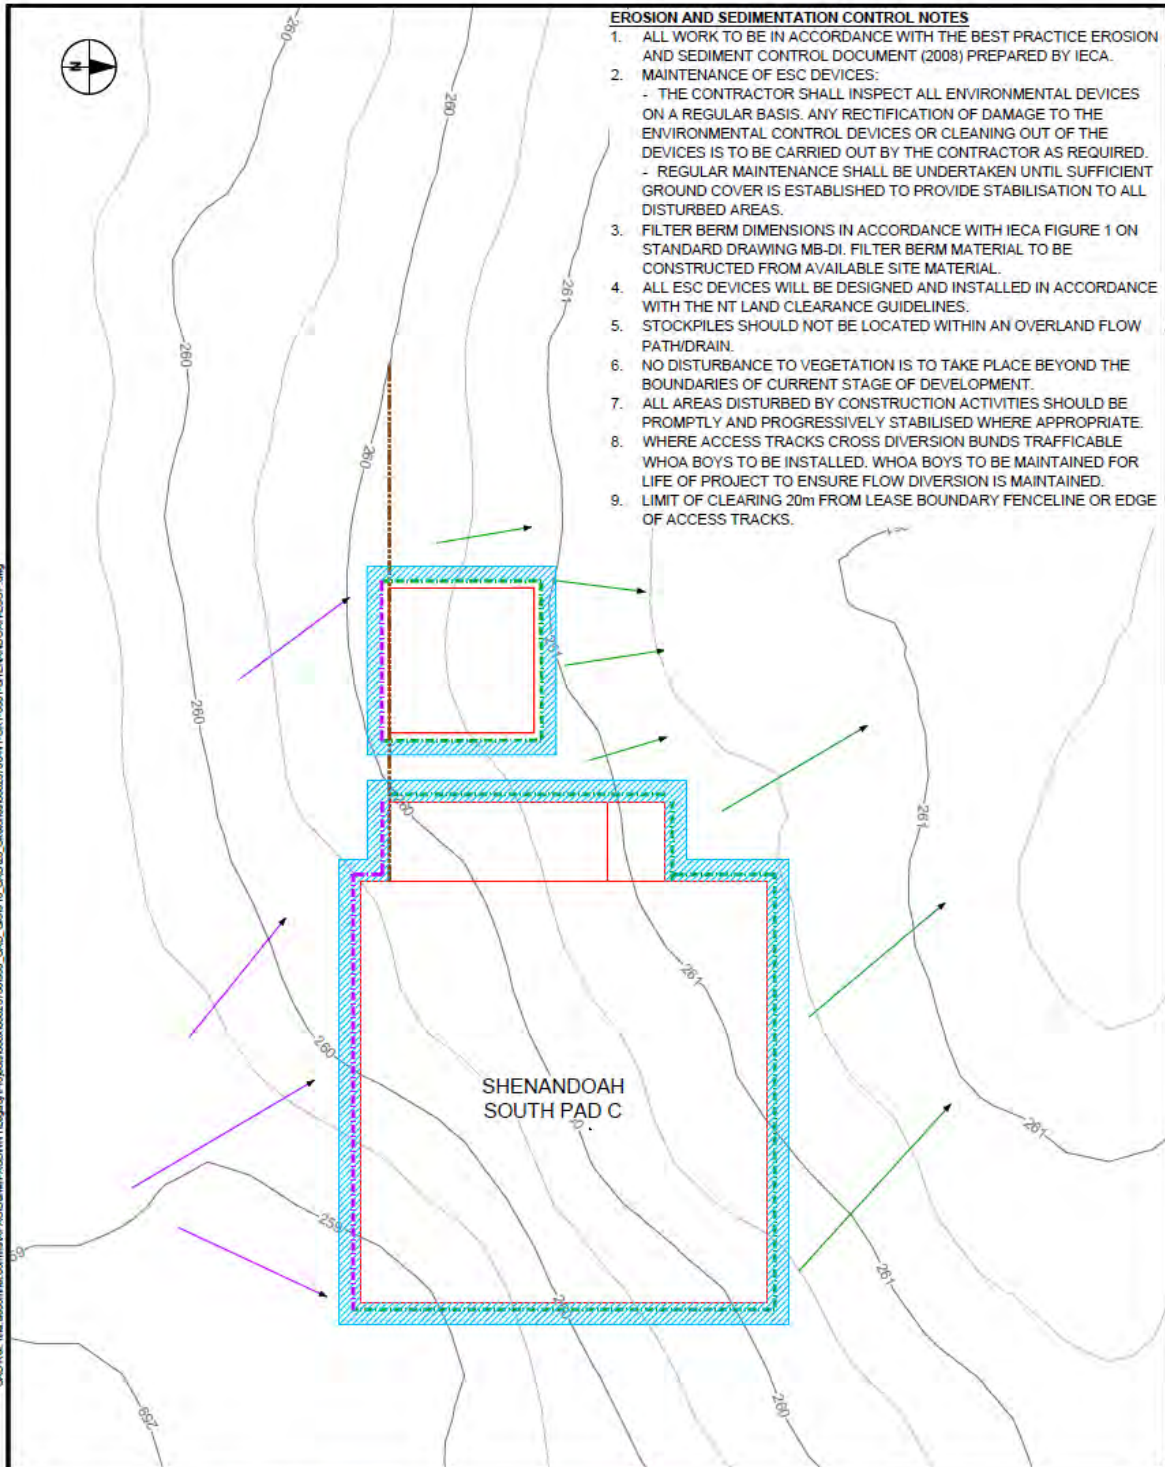 EROSION AND SEDIMENTATION CONTROL NOTES
1. ALL WORK TO BE IN ACCORDANCE WITH THE BEST PRACTICE EROSION
AND SEDIMENT CONTROL DOCUMENT (2008) PREPARED BY IECA.
2. MAINTENANCE OF ESC DEVICES:
- THE CONTRACTOR SHALL INSPECT ALL ENVIRONMENTAL DEVICES
ON A REGULAR BASIS. ANY RECTIFICATION OF DAMAGE TO THE
ENVIRONMENTAL CONTROL DEVICES OR CLEANING OUT OF THE
DEVICES IS TO BE CARRIED OUT BY THE CONTRACTOR AS REQUIRED.
- REGULAR MAINTENANCE SHALL BE UNDERTAKEN UNTIL SUFFICIENT
GROUND COVER IS ESTABLISHED TO PROVIDE STABILISATION TO ALL
DISTURBED AREAS.
3. FILTER BERM DIMENSIONS IN ACCORDANCE WITH IECA FIGURE 1 ON
STANDARD DRAWING MB-DI. FILTER BERM MATERIAL TO BE
CONSTRUCTED FROM AVAILABLE SITE MATERIAL.
4. ALL ESC DEVICES WILL BE DESIGNED AND INSTALLED IN ACCORDANCE
WITH THE NT LAND CLEARANCE GUIDELINES.
5. STOCKPILES SHOULD NOT BE LOCATED WITHIN AN OVERLAND FLOW
PATH/DRAIN.
6. NO DISTURBANCE TO VEGETATION IS TO TAKE PLACE BEYOND THE
BOUNDARIES OF CURRENT STAGE OF DEVELOPMENT.
7. ALL AREAS DISTURBED BY CONSTRUCTION ACTIVITIES SHOULD BE
PROMPTLY AND PROGRESSIVELY STABILISED WHERE APPROPRIATE.
8. WHERE ACCESS TRACKS CROSS DIVERSION BUNDS TRAFFICABLE
WHOA BOYS TO BE INSTALLED. WHOA BOYS TO BE MAINTAINED FOR
LIFE OF PROJECT TO ENSURE FLOW DIVERSION IS MAINTAINED.
9. LIMIT OF CLEARING 20m FROM LEASE BOUNDARY FENCELINE OR EDGE
OF ACCESS TRACKS.
N
260
260
261
260
260
261
260
260
261
261
260
SHENANDOAH
SOUTH PAD C
261
259
59
261
260
259
260